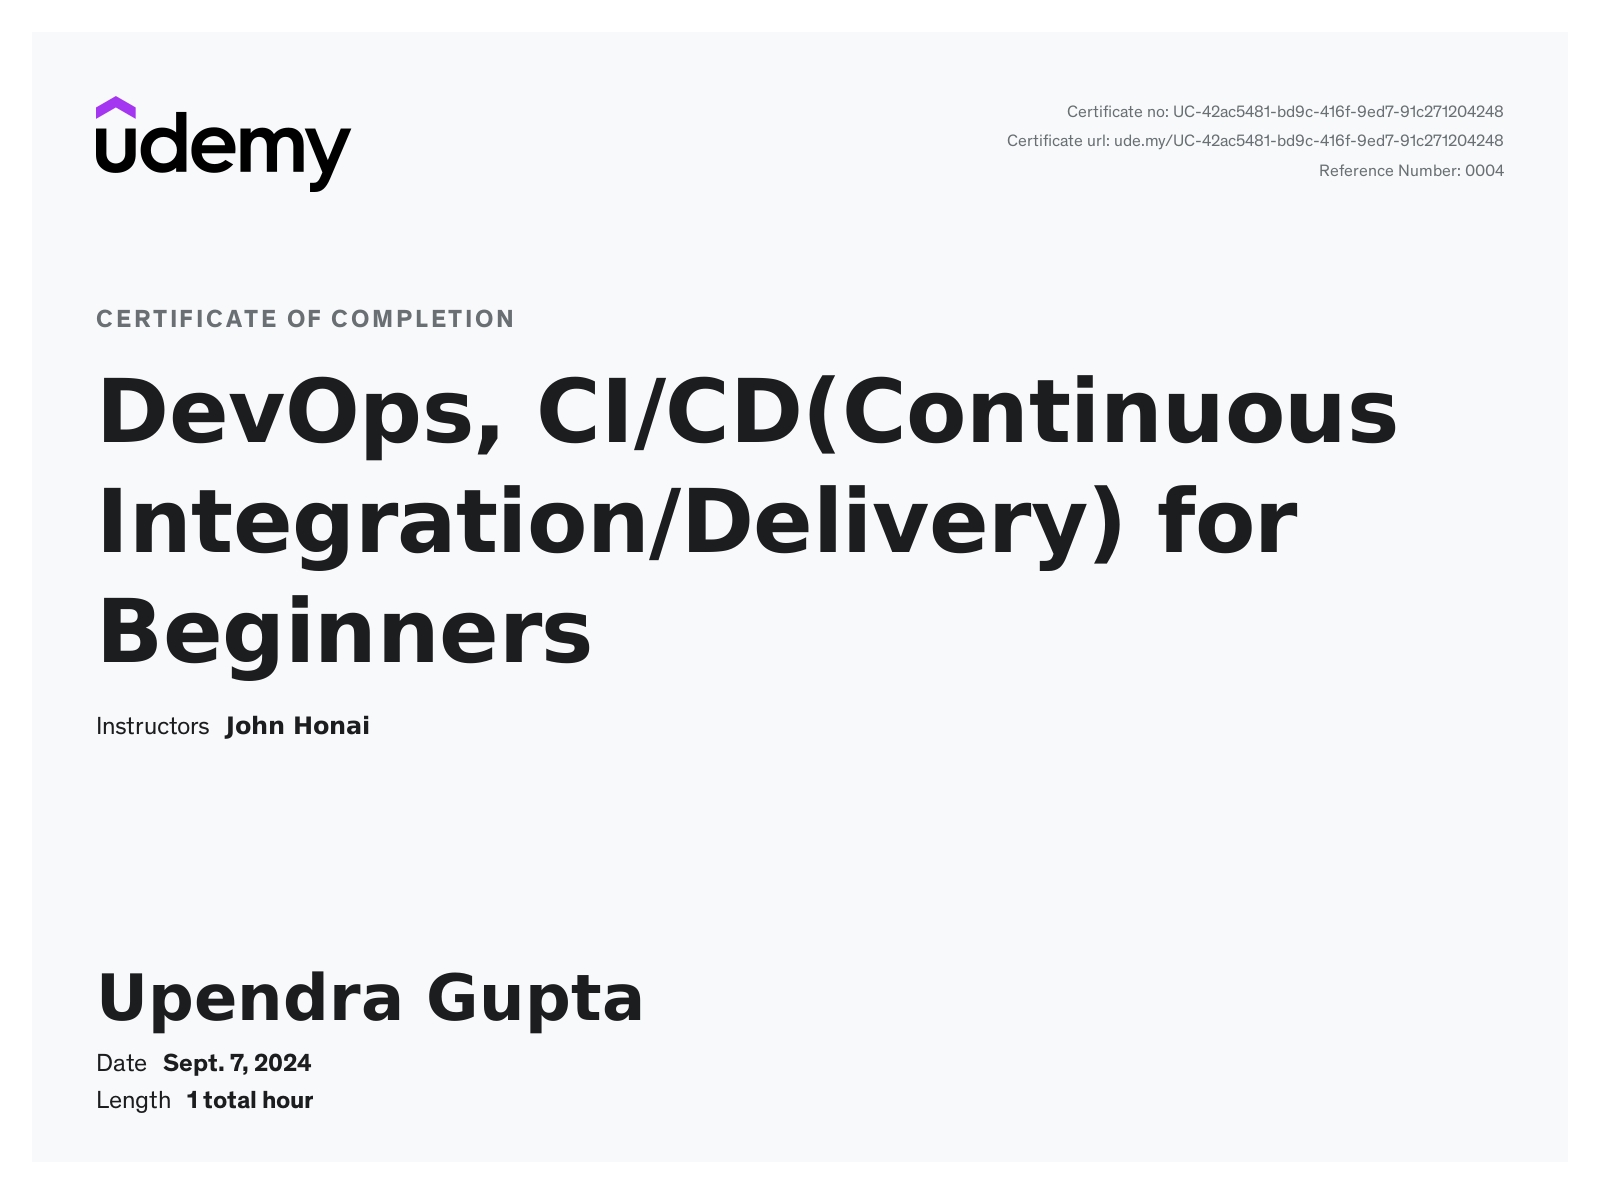 udemy
Certificate no: UC-42ac5481-bd9c-416f-9ed7-91c271204248
Certificate url: ude.my/UC-42ac5481-bd9c-416f-9ed7-91c271204248
Reference Number: 0004
CERTIFICATE OF COMPLETION
DevOps, CI/CD(Continuous
Integration/Delivery) for
Beginners
Instructors John Honai
Upendra Gupta
Date Sept. 7, 2024
Length 1 total hour